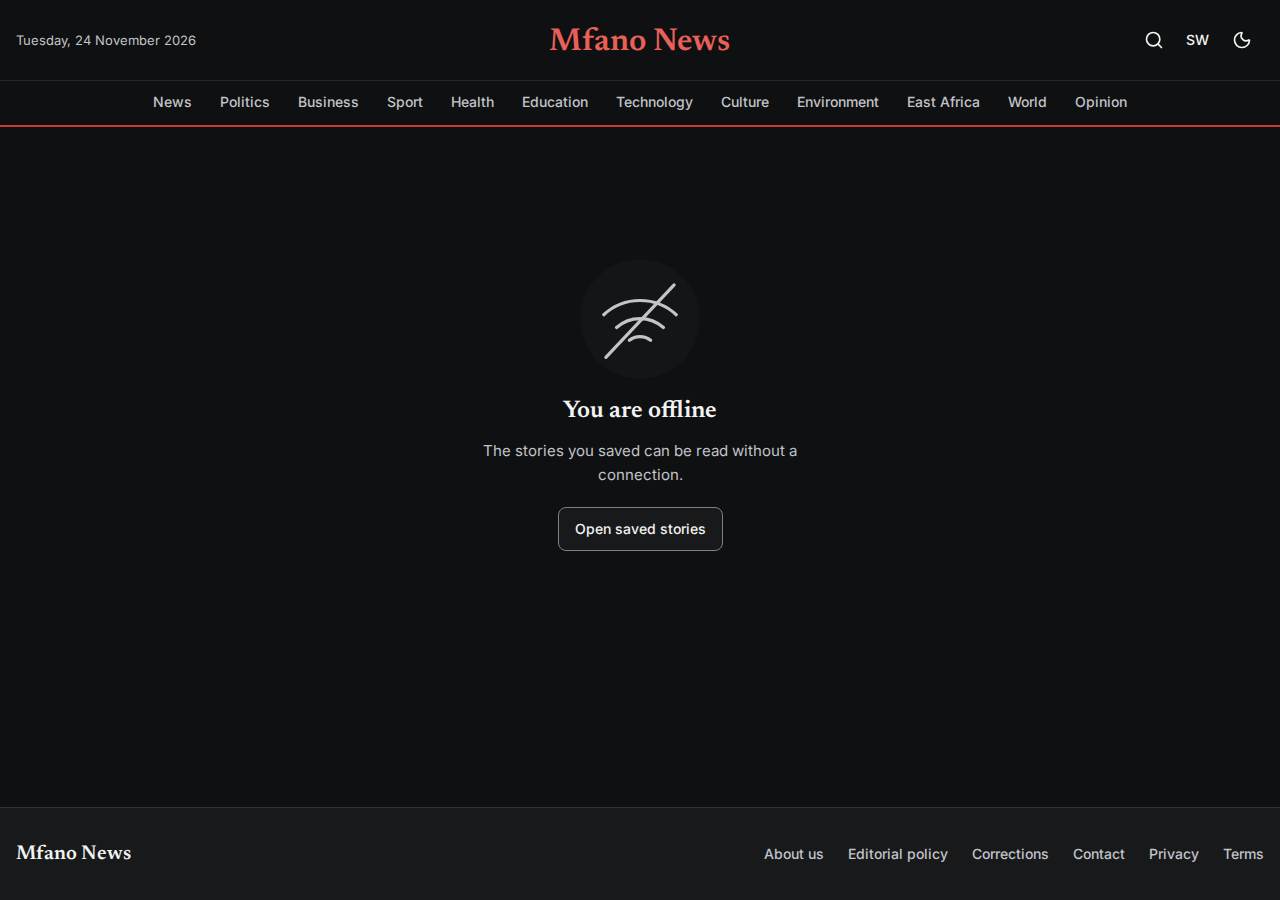 Tuesday, 24 November 2026
Mfano News
SW
News Politics Business Sport Health Education Technology Culture Environment East Africa World Opinion
You are offline
The stories you saved can be read without a
connection.
Open saved stories
Mfano News
About us Editorial policy Corrections Contact Privacy Terms